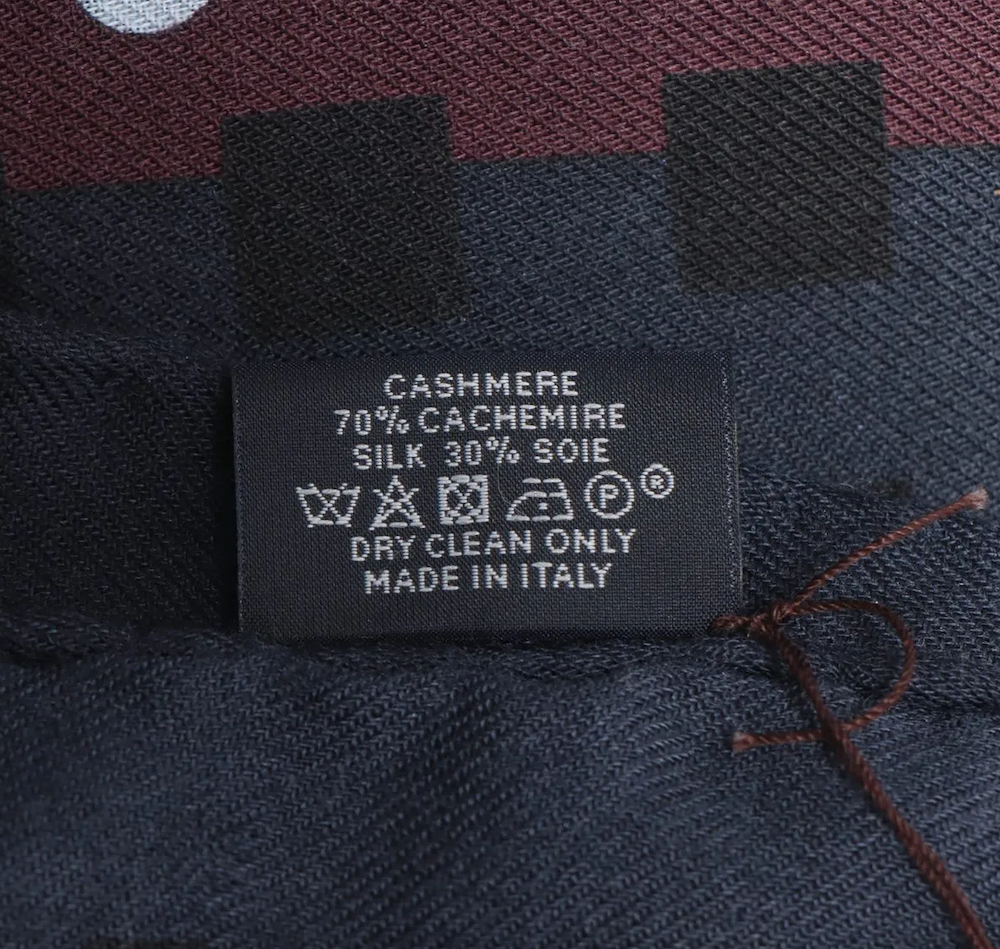 CASHMERE
70% CACHEMIRE
SILK 30% SOIE
P ®
DRY CLEAN ONLY
MADE IN ITALY